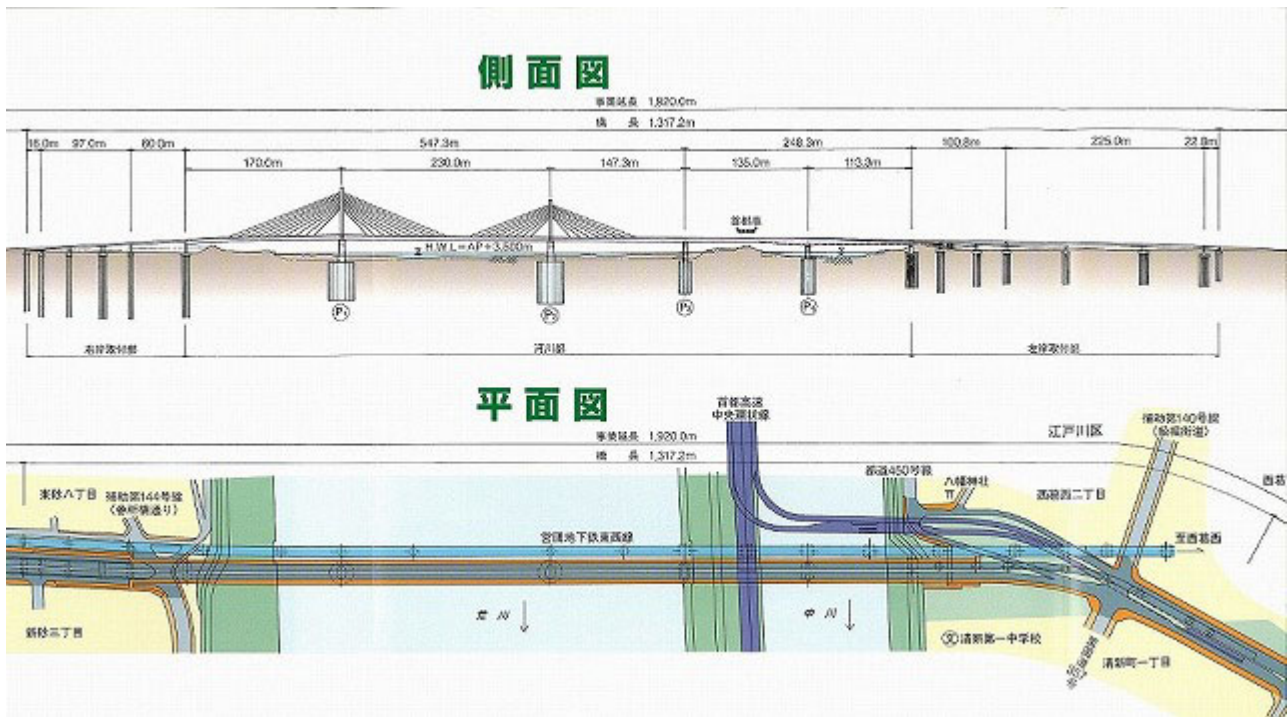 側面図
事業延長 1,920.0m
橋 長 1,317.2m
16.0m 97.0m 60.0m 547.3m 248.3m 100.8m 225.0m 22.8m
170.0m 230.0m 147.3m 135.0m 113.3m
首都高
H.W.L=AP+3,500m
P1 P2 P3 P4
右岸取付部 河川部 左岸取付部
平面図
首都高速
中央環状線
事業延長 1,920.0m
橋 長 1,317.2m
江戸川区
補助第140号線
(船堀街道)
都道450号線
八幡神社
西葛西二丁目
西葛
東砂八丁目
補助第144号線
営団地下鉄東西線
至西葛西
荒川
中川
新砂三丁目
文 清新第一中学校
清新町一丁目